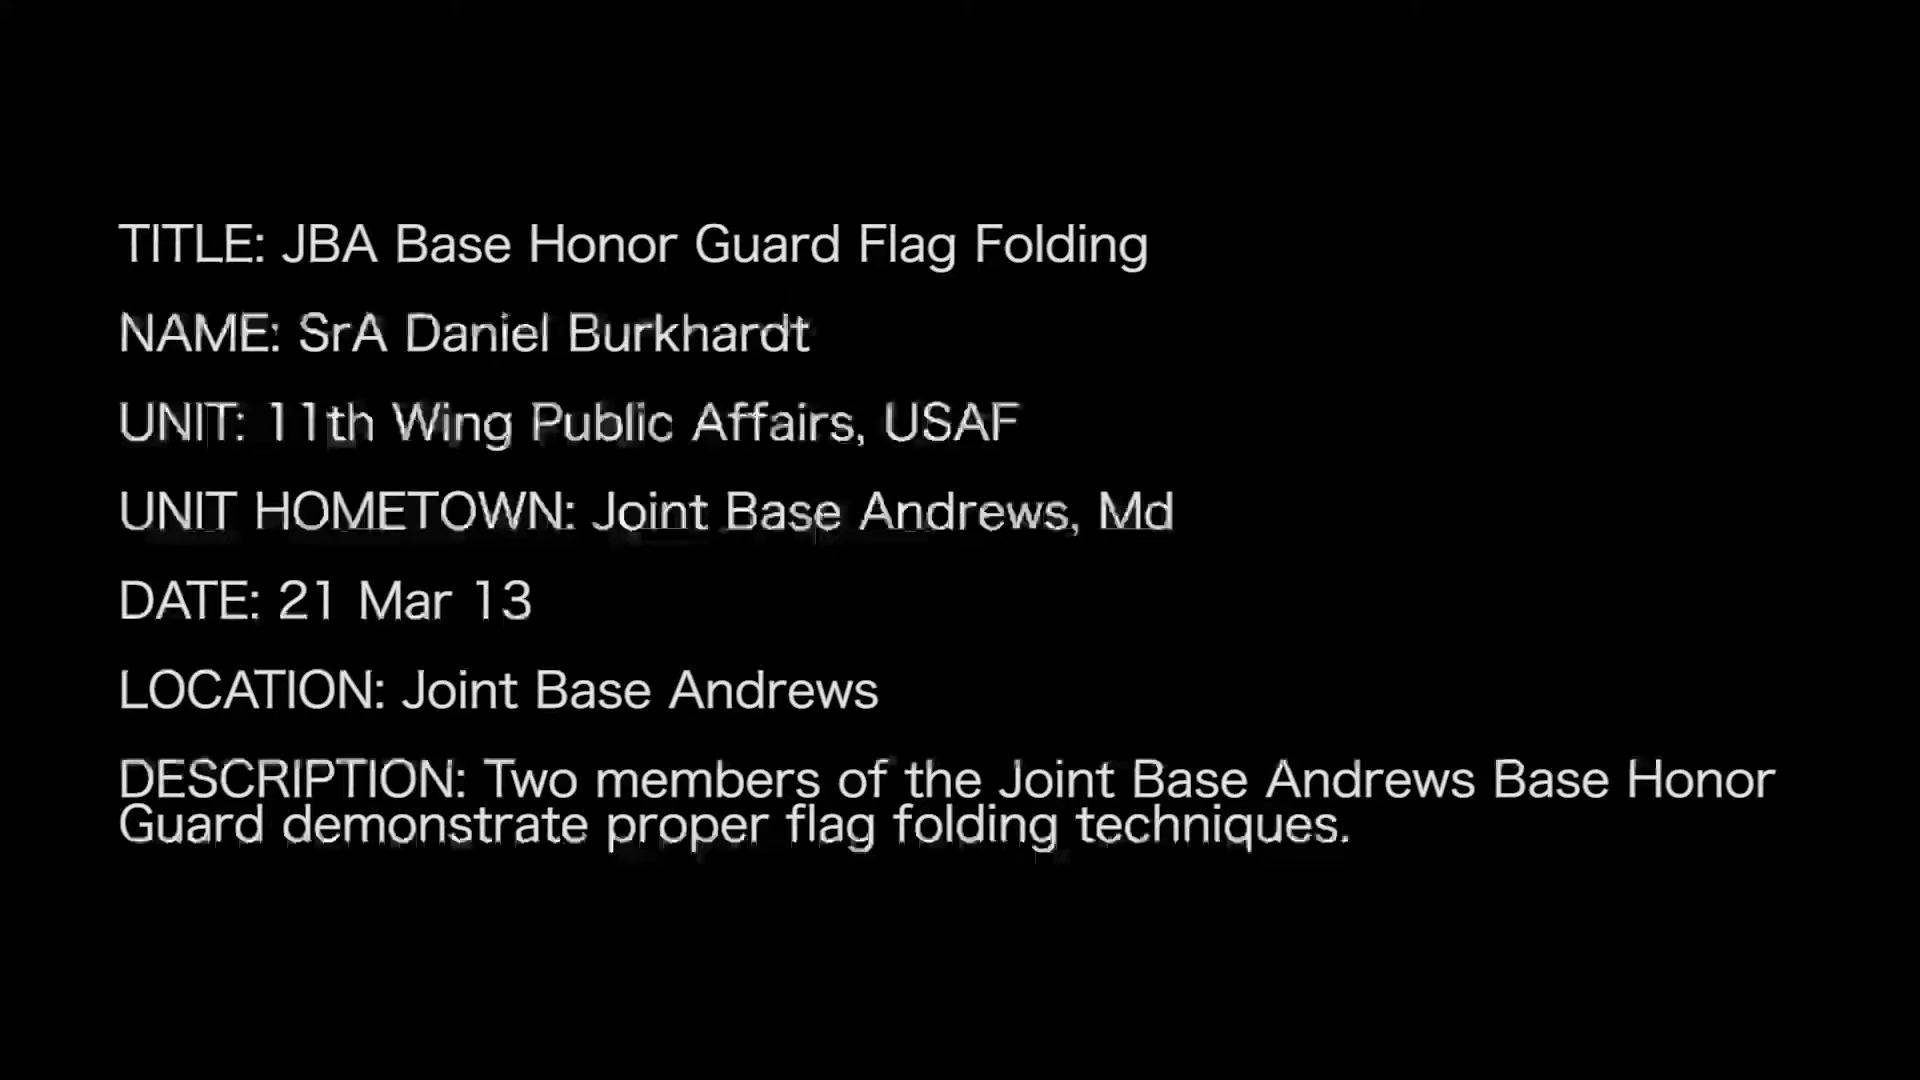 TITLE: JBA Base Honor Guard Flag Folding
NAME: SrA Daniel Burkhardt
UNIT: 11th Wing Public Affairs, USAF
UNIT HOMETOWN: Joint Base Andrews, Md
DATE: 21 Mar 13
LOCATION: Joint Base Andrews
DESCRIPTION: Two members of the Joint Base Andrews Base Honor
Guard demonstrate proper flag folding techniques.